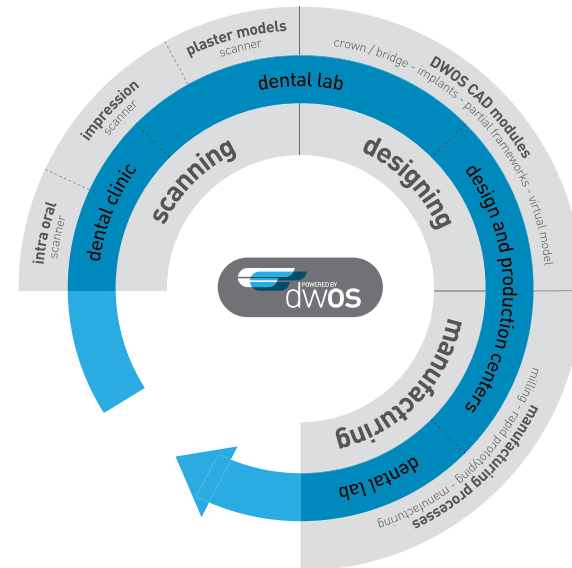 plaster models
scanner
impression
scanner
intra oral
scanner
dental clinic
dental lab
scanning
designing
DWOS CAD modules
crown / bridge - implants - partial frameworks - virtual model
design and production centers
manufacturing
dental lab
manufacturing processes
milling - rapid prototyping - manufacturing
POWERED BY
dwos